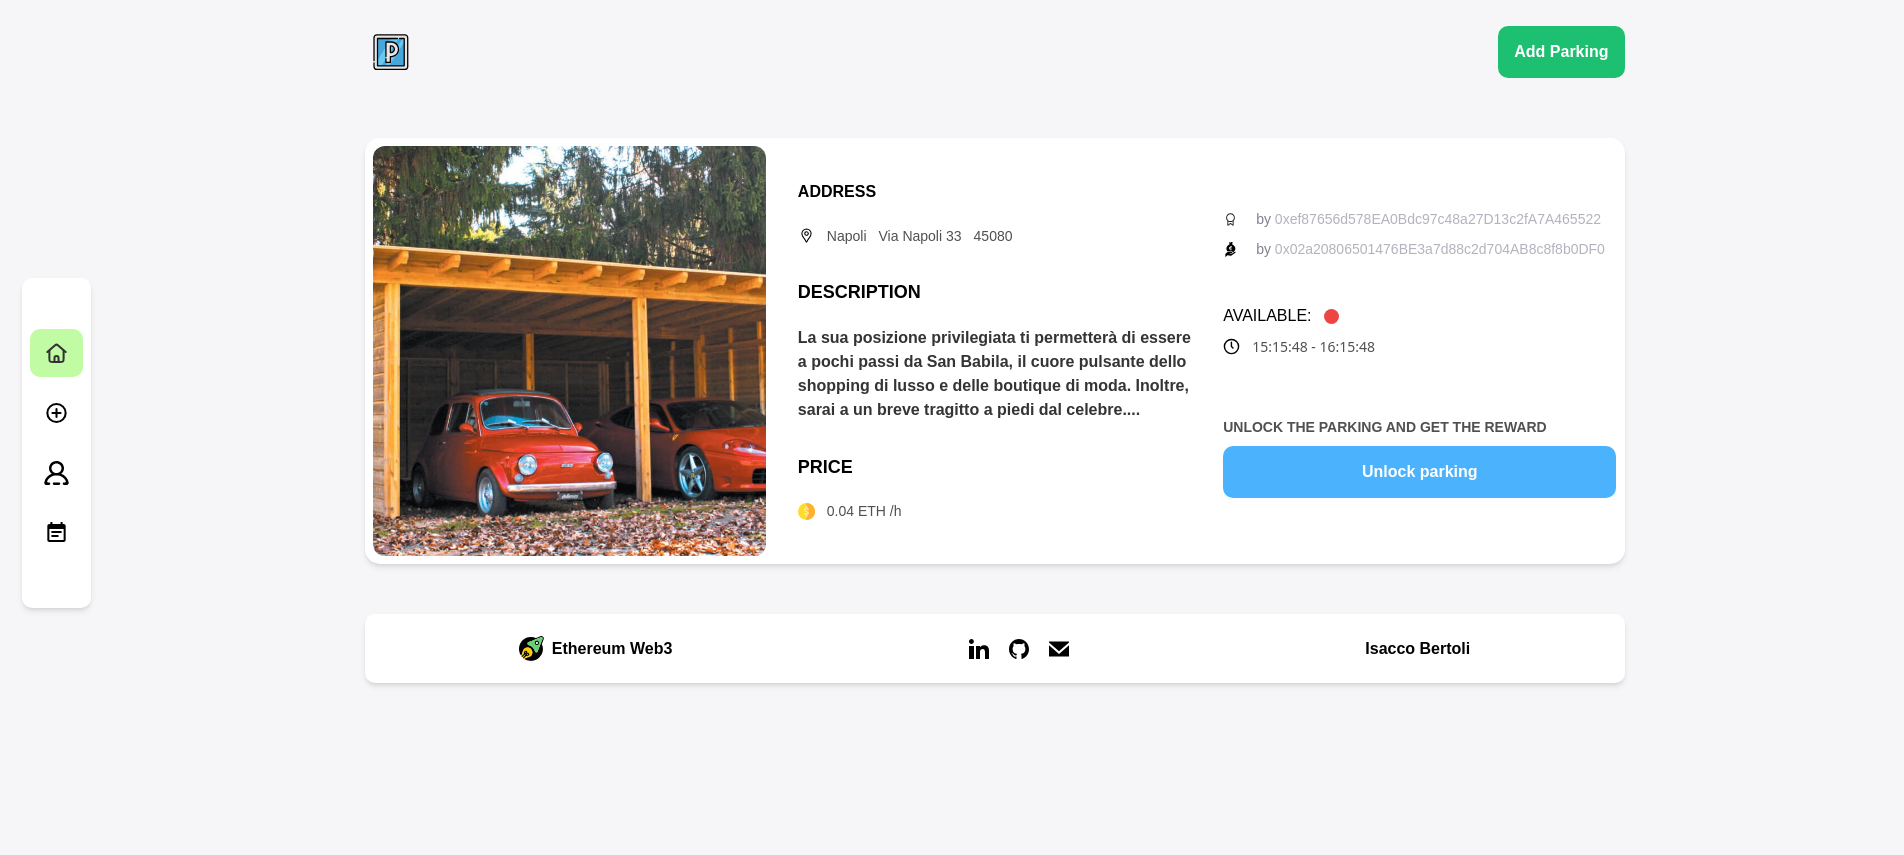 P
Add Parking
ADDRESS
Napoli Via Napoli 33 45080
DESCRIPTION
La sua posizione privilegiata ti permetterà di essere
a pochi passi da San Babila, il cuore pulsante dello
shopping di lusso e delle boutique di moda. Inoltre,
sarai a un breve tragitto a piedi dal celebre....
PRICE
0.04 ETH /h
by 0xef87656d578EA0Bdc97c48a27D13c2fA7A465522
by 0x02a20806501476BE3a7d88c2d704AB8c8f8b0DF0
AVAILABLE:
15:15:48 - 16:15:48
UNLOCK THE PARKING AND GET THE REWARD
Unlock parking
Ethereum Web3
in
Isacco Bertoli